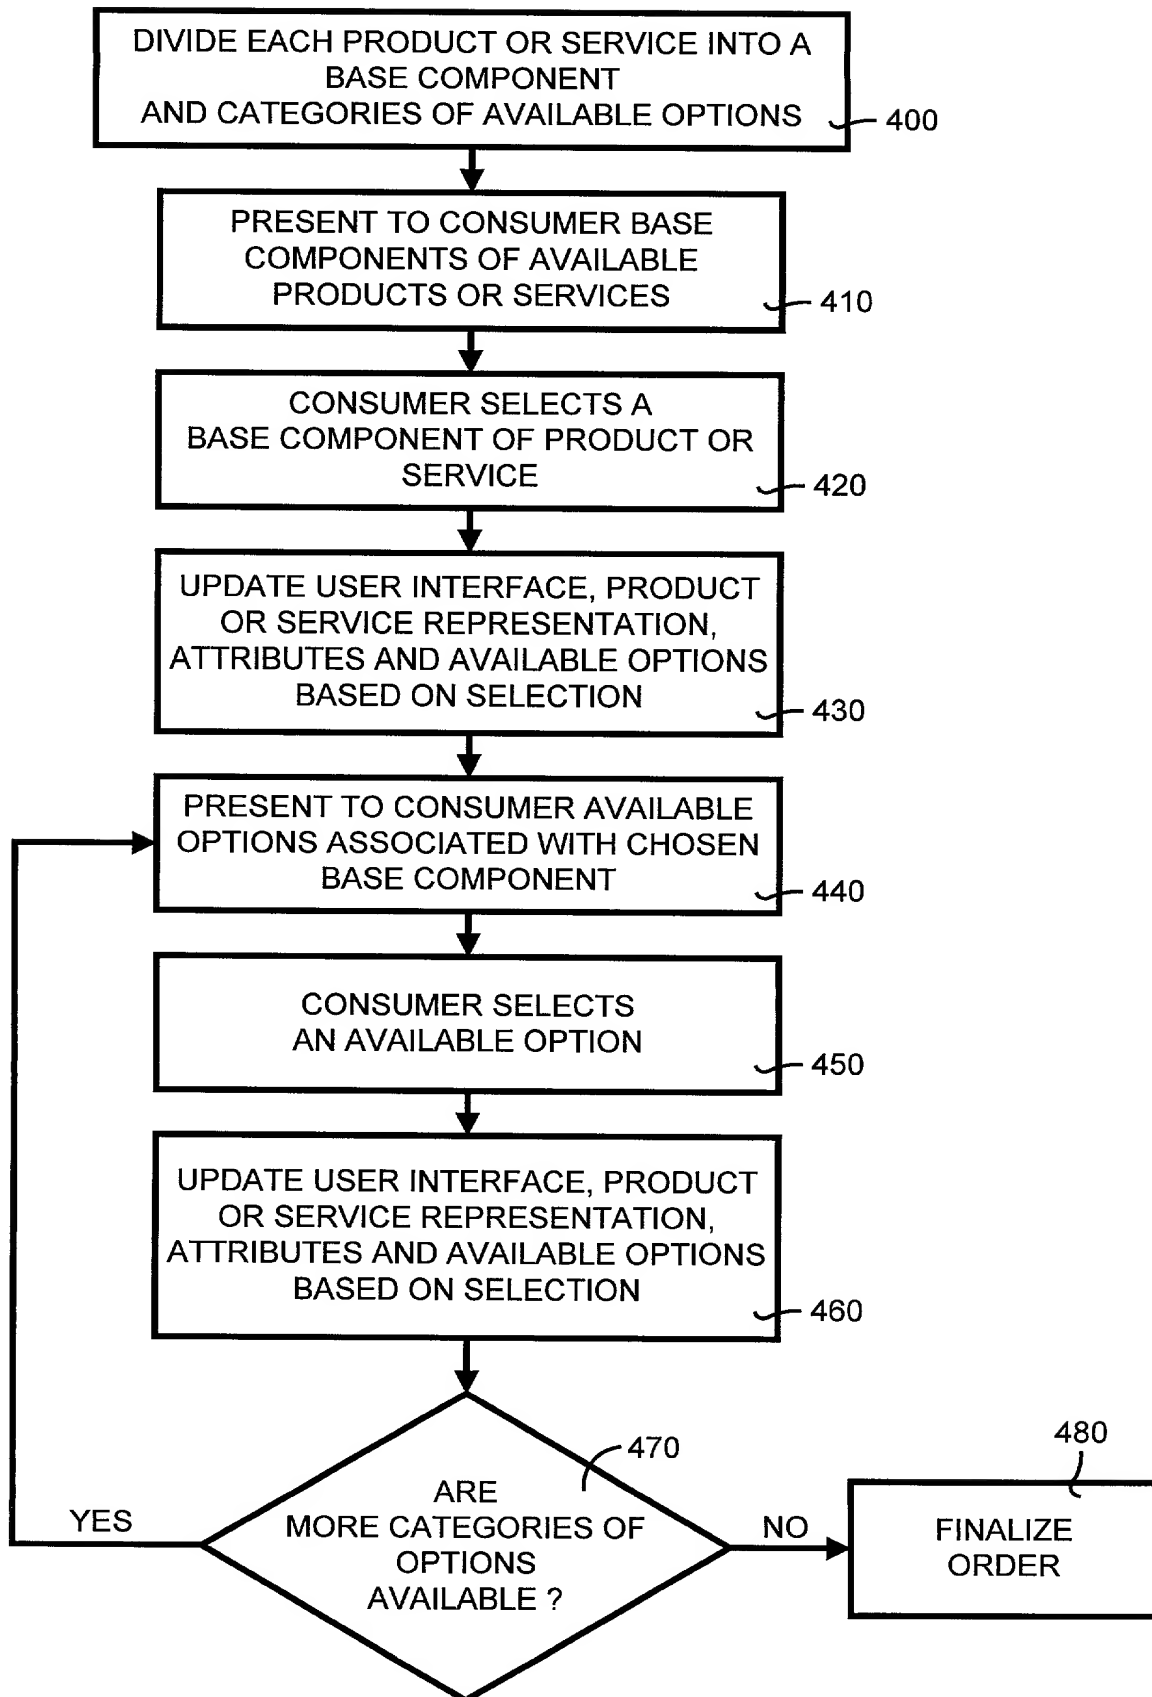 DIVIDE EACH PRODUCT OR SERVICE INTO A
BASE COMPONENT
AND CATEGORIES OF AVAILABLE OPTIONS
400
PRESENT TO CONSUMER BASE
COMPONENTS OF AVAILABLE
PRODUCTS OR SERVICES
410
CONSUMER SELECTS A
BASE COMPONENT OF PRODUCT OR
SERVICE
420
UPDATE USER INTERFACE, PRODUCT
OR SERVICE REPRESENTATION,
ATTRIBUTES AND AVAILABLE OPTIONS
BASED ON SELECTION
430
PRESENT TO CONSUMER AVAILABLE
OPTIONS ASSOCIATED WITH CHOSEN
BASE COMPONENT
440
CONSUMER SELECTS
AN AVAILABLE OPTION
450
UPDATE USER INTERFACE, PRODUCT
OR SERVICE REPRESENTATION,
ATTRIBUTES AND AVAILABLE OPTIONS
BASED ON SELECTION
460
470
ARE
MORE CATEGORIES OF
OPTIONS
AVAILABLE ?
YES
NO
480
FINALIZE
ORDER